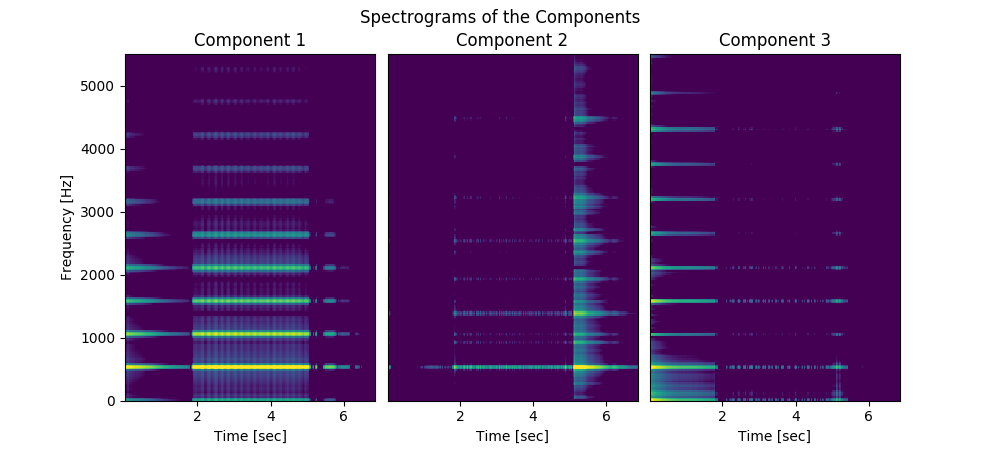 Spectrograms of the Components
Component 1 Component 2 Component 3
5000
4000
3000
2000
1000
0
Frequency [Hz]
2 4 6 2 4 6 2 4 6
Time [sec] Time [sec] Time [sec]